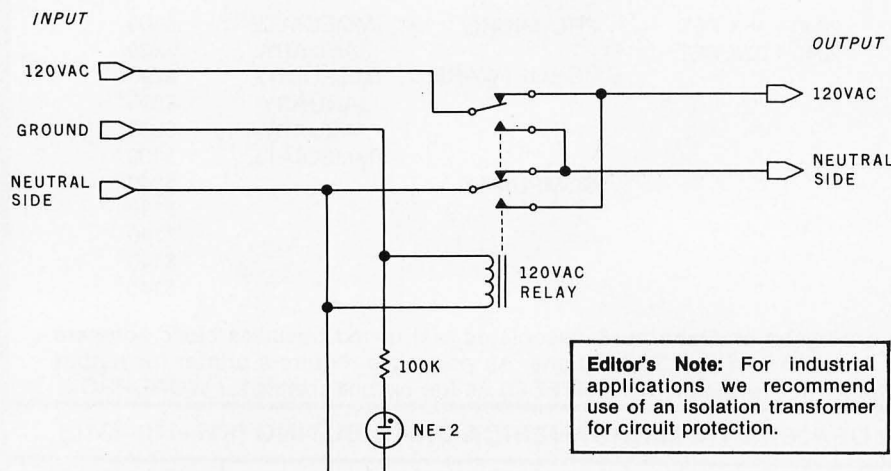 INPUT
OUTPUT
120VAC
120VAC
GROUND
NEUTRAL
SIDE
NEUTRAL
SIDE
120VAC
RELAY
100K
NE-2
Editor's Note: For industrial
applications we recommend
use of an isolation transformer
for circuit protection.